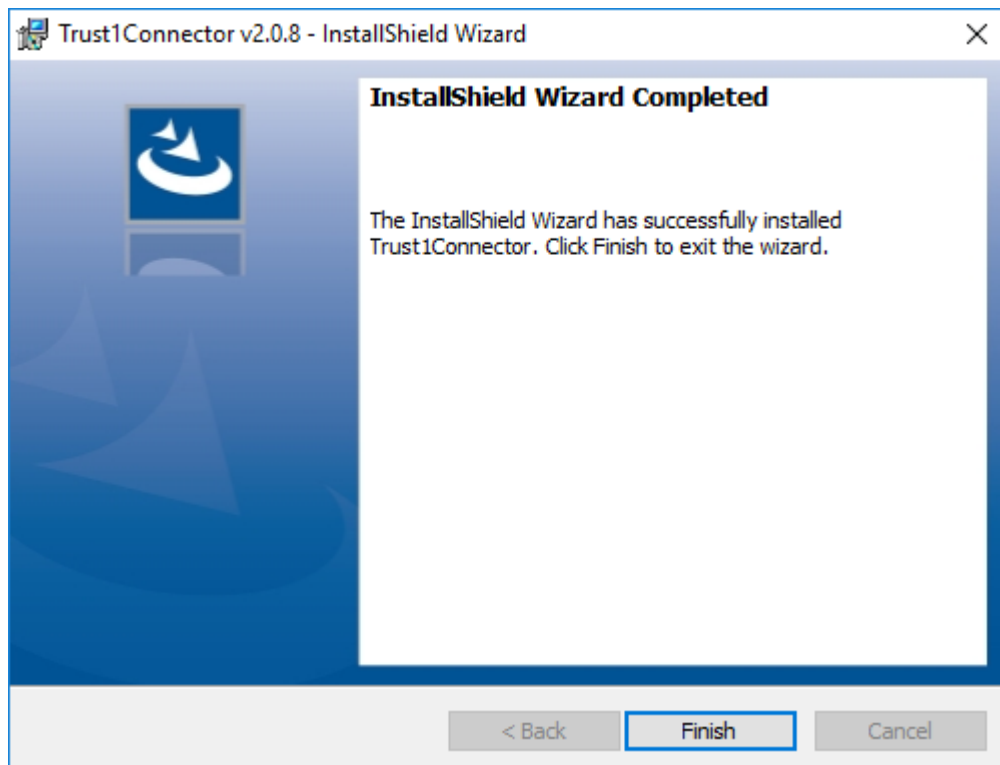 Trust1Connector v2.0.8 - InstallShield Wizard
InstallShield Wizard Completed
The InstallShield Wizard has successfully installed
Trust1Connector. Click Finish to exit the wizard.
< Back
Finish
Cancel